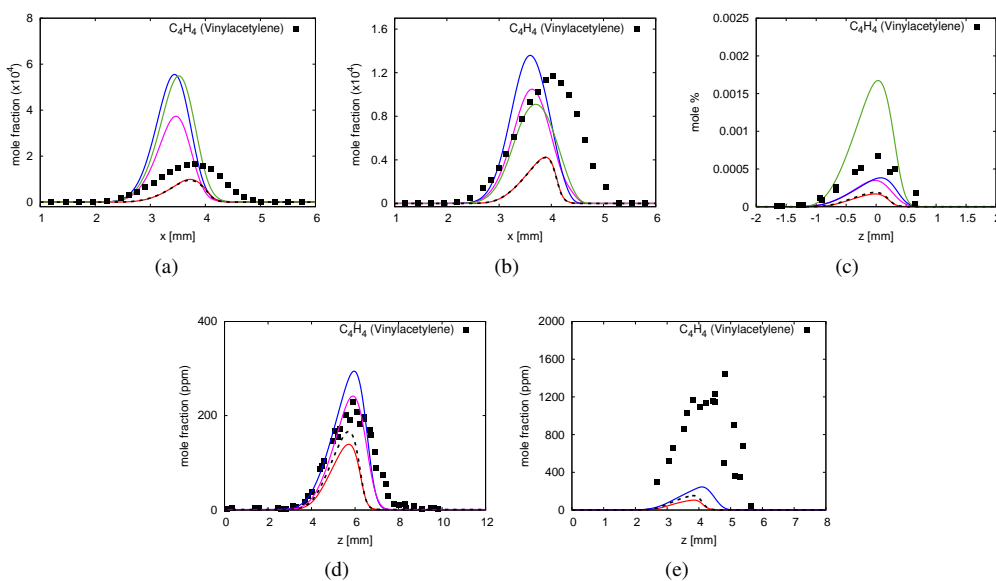 C₄H₄ (Vinylacetylene)
mole fraction (x10⁴)
8
6
4
2
0
1 2 3 4 5 6
x [mm]
(a)
C₄H₄ (Vinylacetylene)
mole fraction (x10⁴)
1.6
1.2
0.8
0.4
0.0
1 2 3 4 5 6
x [mm]
(b)
C₄H₄ (Vinylacetylene)
mole %
0.0025
0.002
0.0015
0.001
0.0005
0
-2 -1.5 -1 -0.5 0 0.5 1 1.5 2
z [mm]
(c)
C₄H₄ (Vinylacetylene)
mole fraction (ppm)
400
200
0
0 2 4 6 8 10 12
z [mm]
(d)
C₄H₄ (Vinylacetylene)
mole fraction (ppm)
2000
1600
1200
800
400
0
0 1 2 3 4 5 6 7 8
z [mm]
(e)